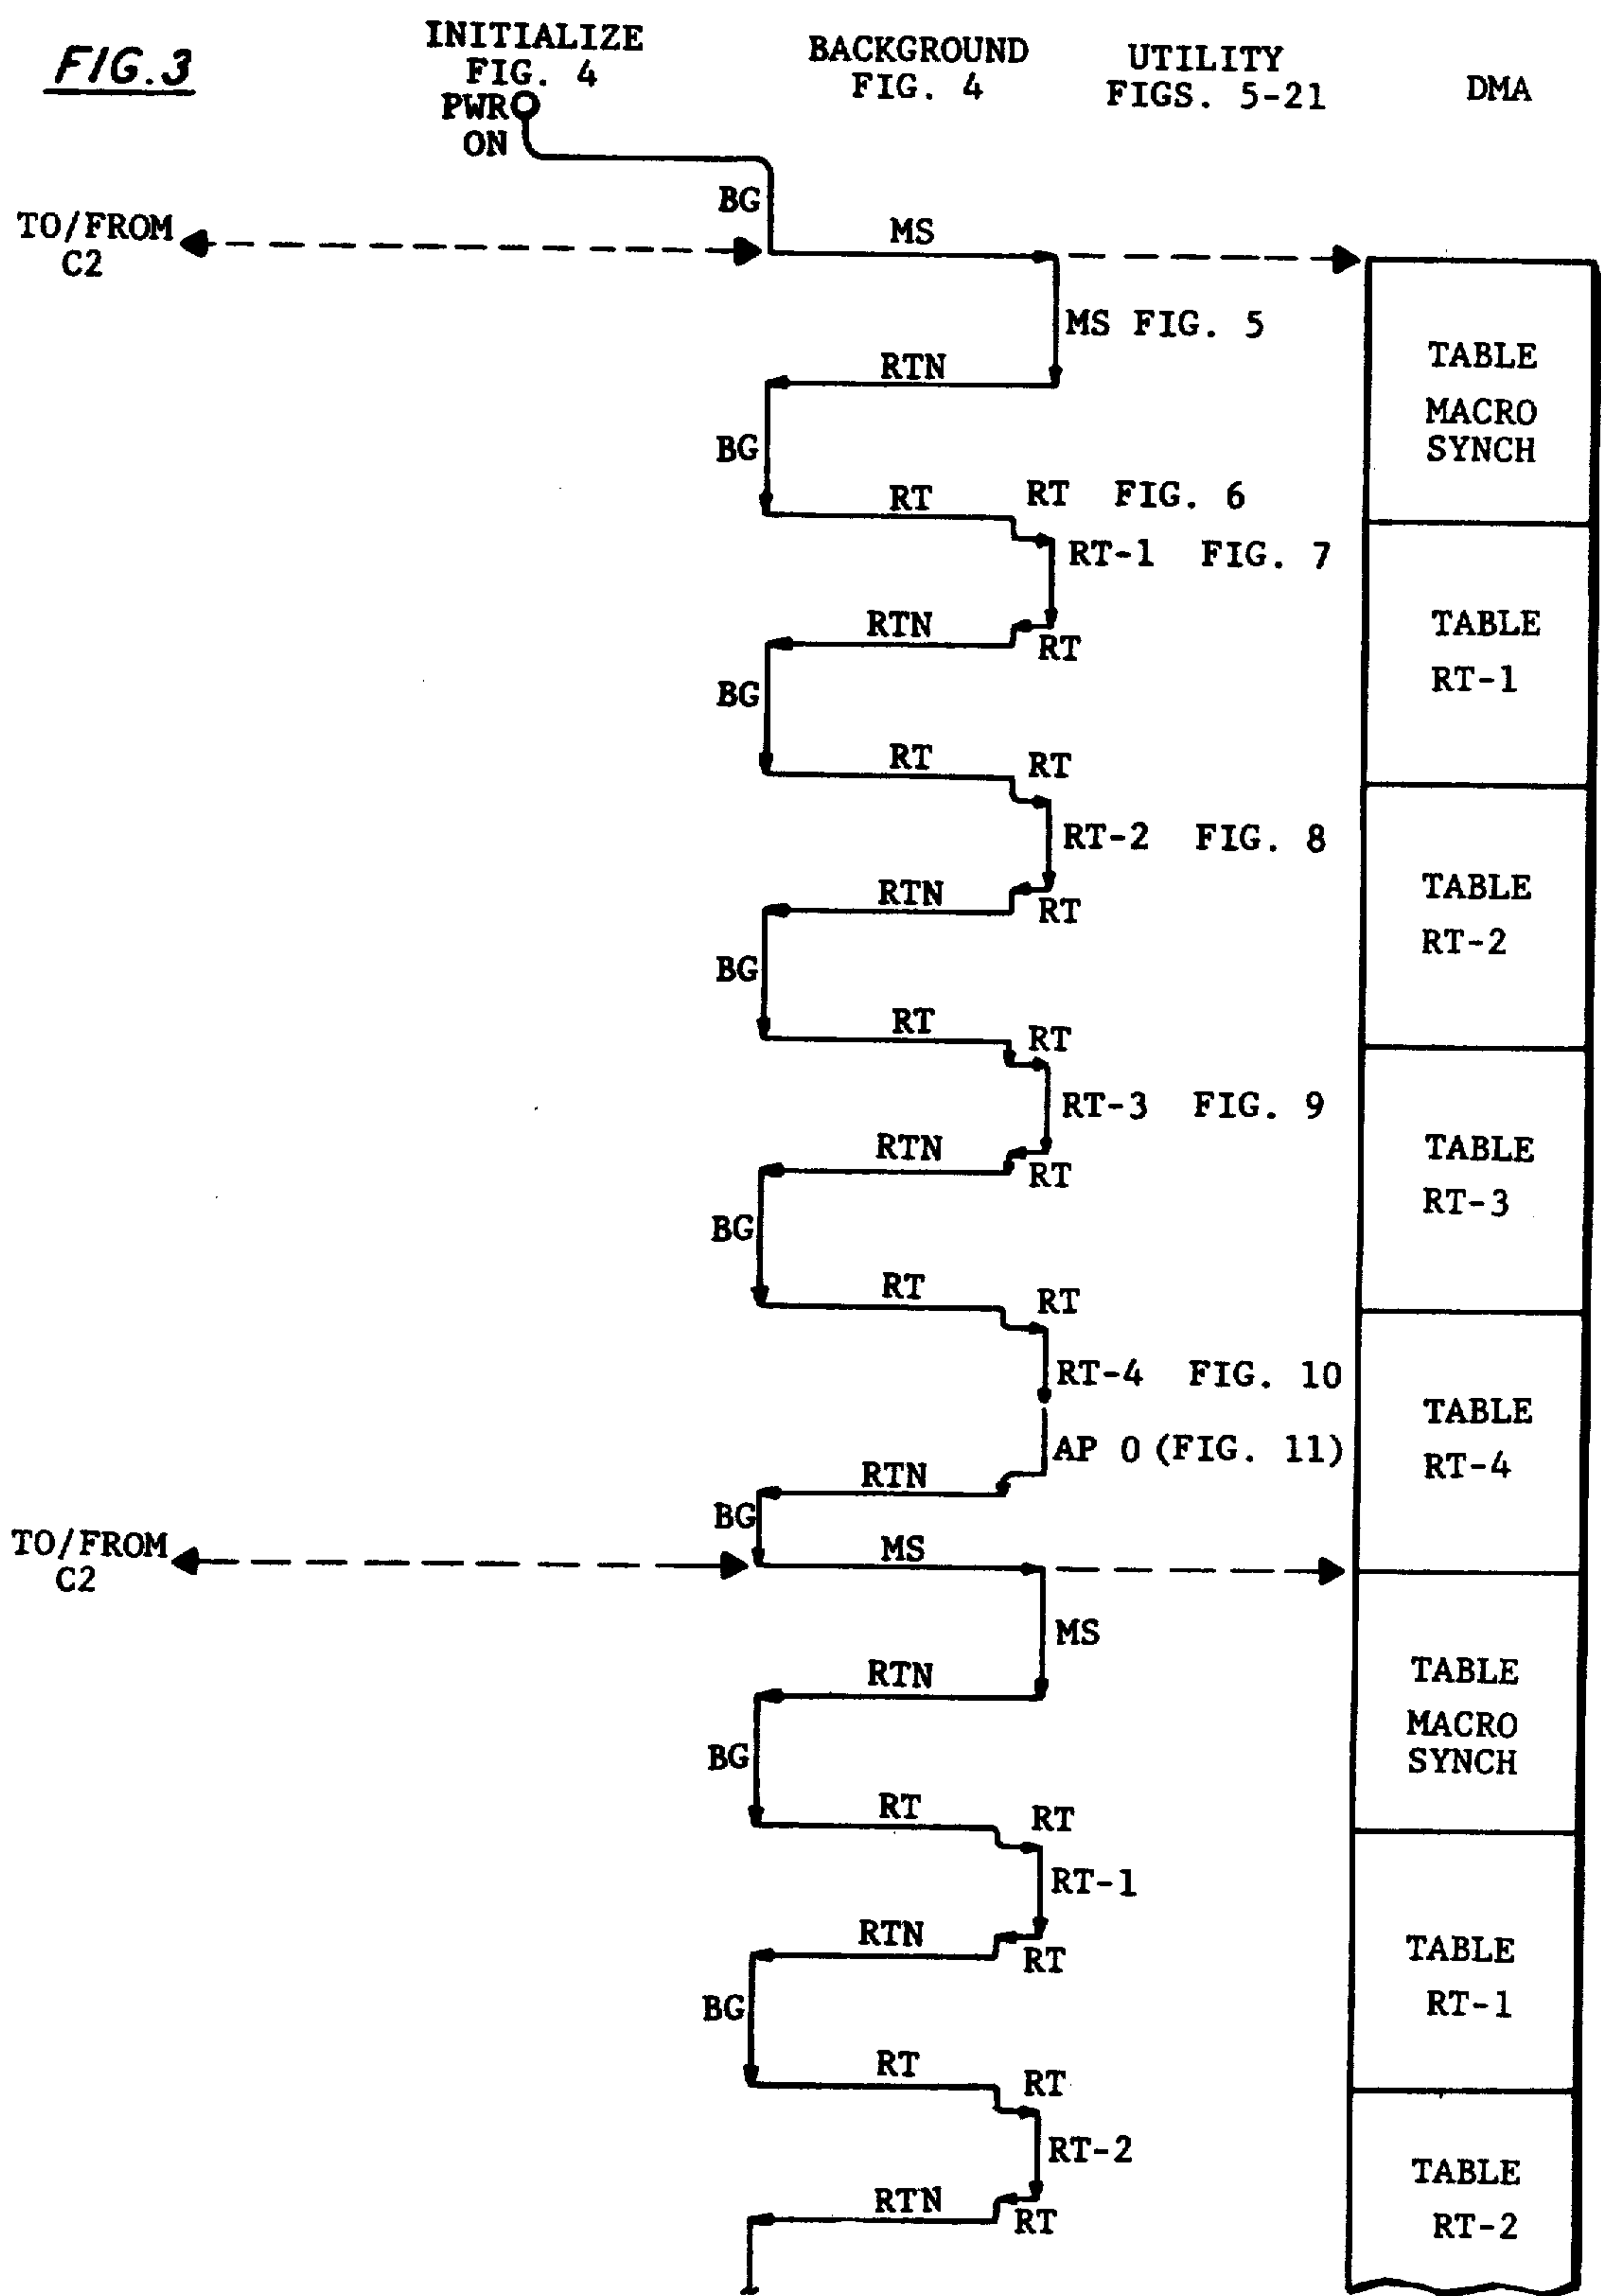 FIG.3
INITIALIZE
FIG. 4
BACKGROUND
FIG. 4
UTILITY
FIGS. 5-21
DMA
PWR
ON
BG
TO/FROM
C2
MS
MS FIG. 5
TABLE
MACRO
SYNCH
RTN
BG
RT
RT FIG. 6
RT-1 FIG. 7
TABLE
RT-1
RTN
RT
BG
RT
RT
RT-2 FIG. 8
TABLE
RT-2
RTN
RT
BG
RT
RT
RT-3 FIG. 9
TABLE
RT-3
RTN
RT
BG
RT
RT
RT-4 FIG. 10
TABLE
RT-4
AP 0 (FIG. 11)
RTN
BG
TO/FROM
C2
MS
MS
TABLE
MACRO
SYNCH
RTN
BG
RT
RT
RT-1
TABLE
RT-1
RTN
RT
BG
RT
RT
RT-2
TABLE
RT-2
RTN
RT